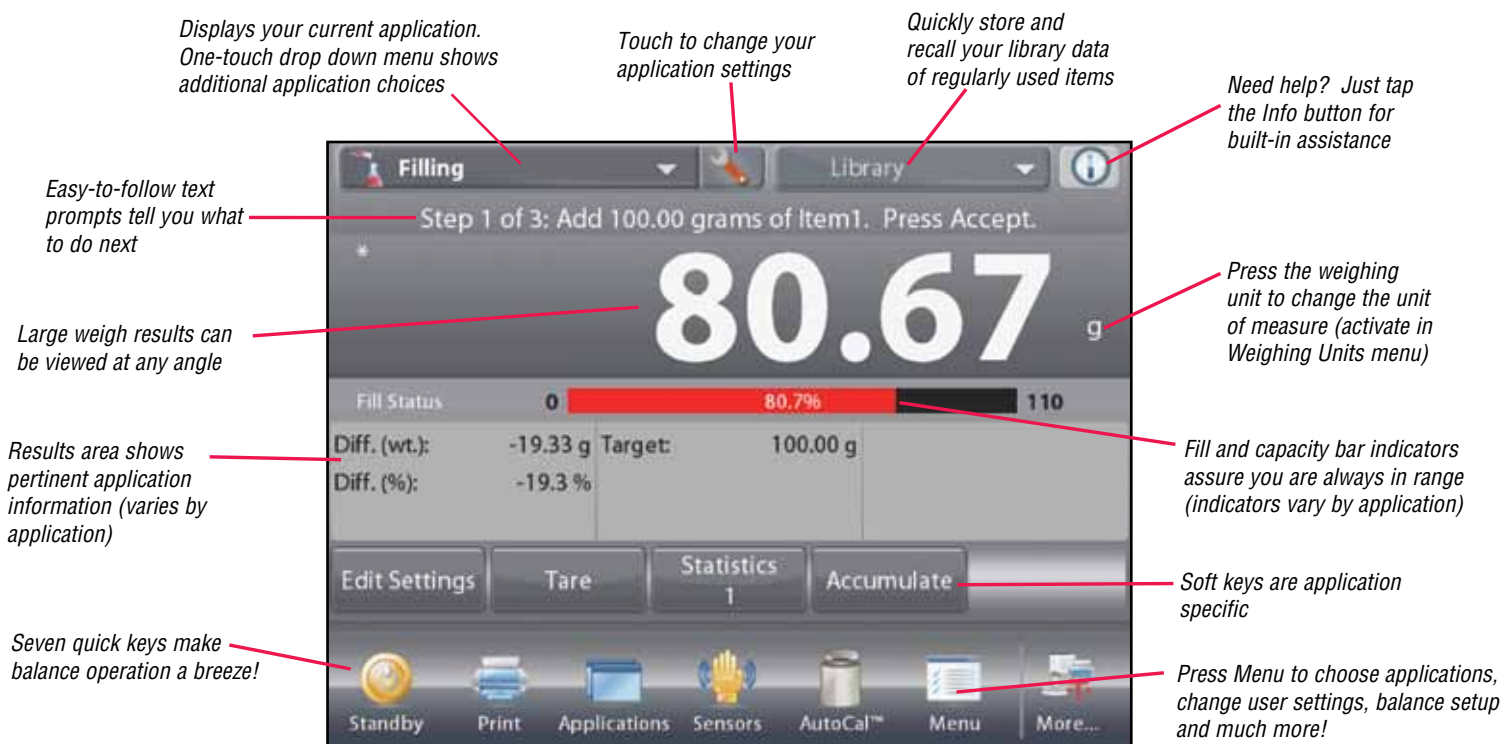 Displays your current application.
One-touch drop down menu shows
additional application choices
Touch to change your
application settings
Quickly store and
recall your library data
of regularly used items
Need help?  Just tap
the Info button for
built-in assistance
Easy-to-follow text
prompts tell you what
to do next
Large weigh results can
be viewed at any angle
Results area shows
pertinent application
information (varies by
application)
Seven quick keys make
balance operation a breeze!
Filling
Library
Step 1 of 3: Add 100.00 grams of Item1.  Press Accept.
*
80.67 g
Fill Status 0 80.7% 110
Diff. (wt.): -19.33 g Target: 100.00 g
Diff. (%): -19.3 %
Edit Settings
Tare
Statistics
1
Accumulate
Standby Print Applications Sensors AutoCal™ Menu More...
Press the weighing
unit to change the unit
of measure (activate in
Weighing Units menu)
Fill and capacity bar indicators
assure you are always in range
(indicators vary by application)
Soft keys are application
specific
Press Menu to choose applications,
change user settings, balance setup
and much more!